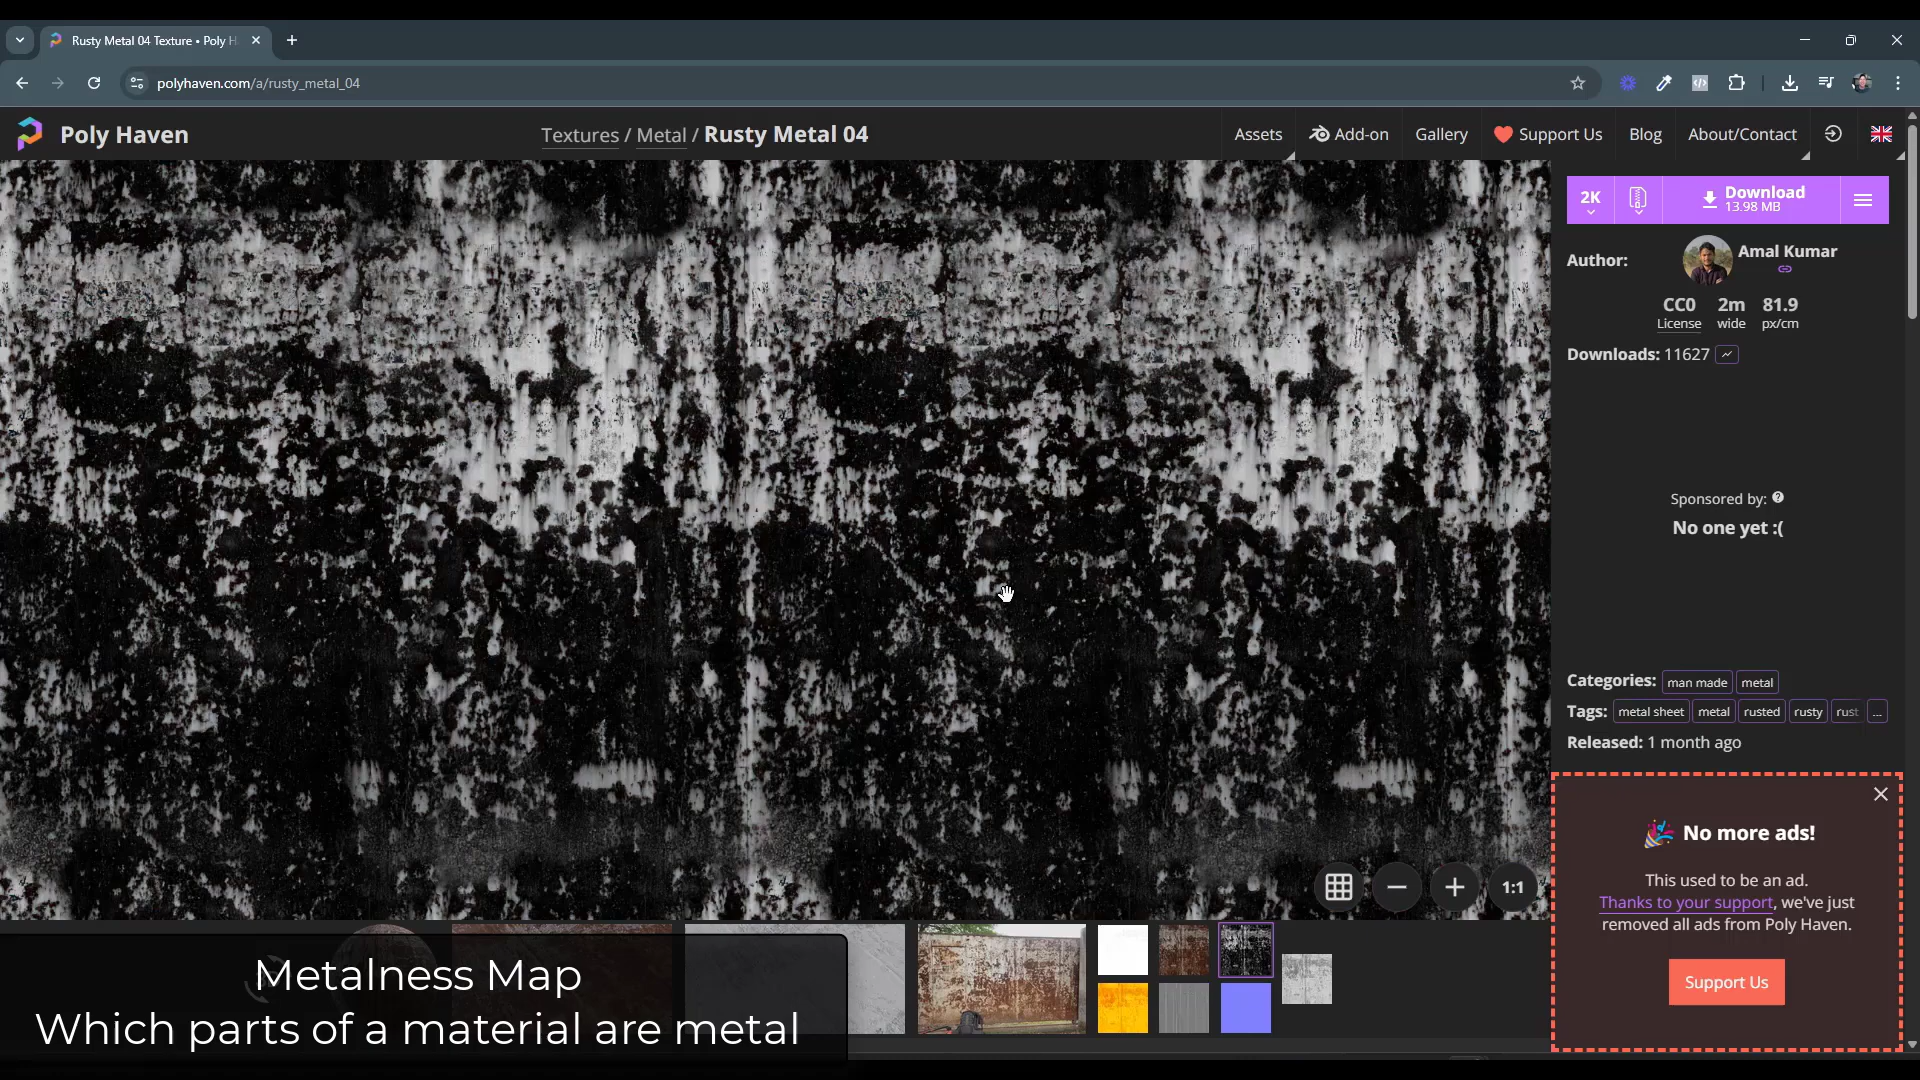 Rusty Metal 04 Texture • Poly H
polyhaven.com/a/rusty_metal_04
Poly Haven
Textures / Metal / Rusty Metal 04
Assets
Add-on
Gallery
Support Us
Blog
About/Contact
2K
Download
13.98 MB
Author:
Amal Kumar
CC0
License
2m
wide
81.9
px/cm
Downloads: 11627
Sponsored by:
No one yet :(
Categories: man made metal
Tags: metal sheet metal rusted rusty rust ...
Released: 1 month ago
1:1
No more ads!
This used to be an ad.
Thanks to your support, we've just
removed all ads from Poly Haven.
Support Us
Metalness Map
Which parts of a material are metal